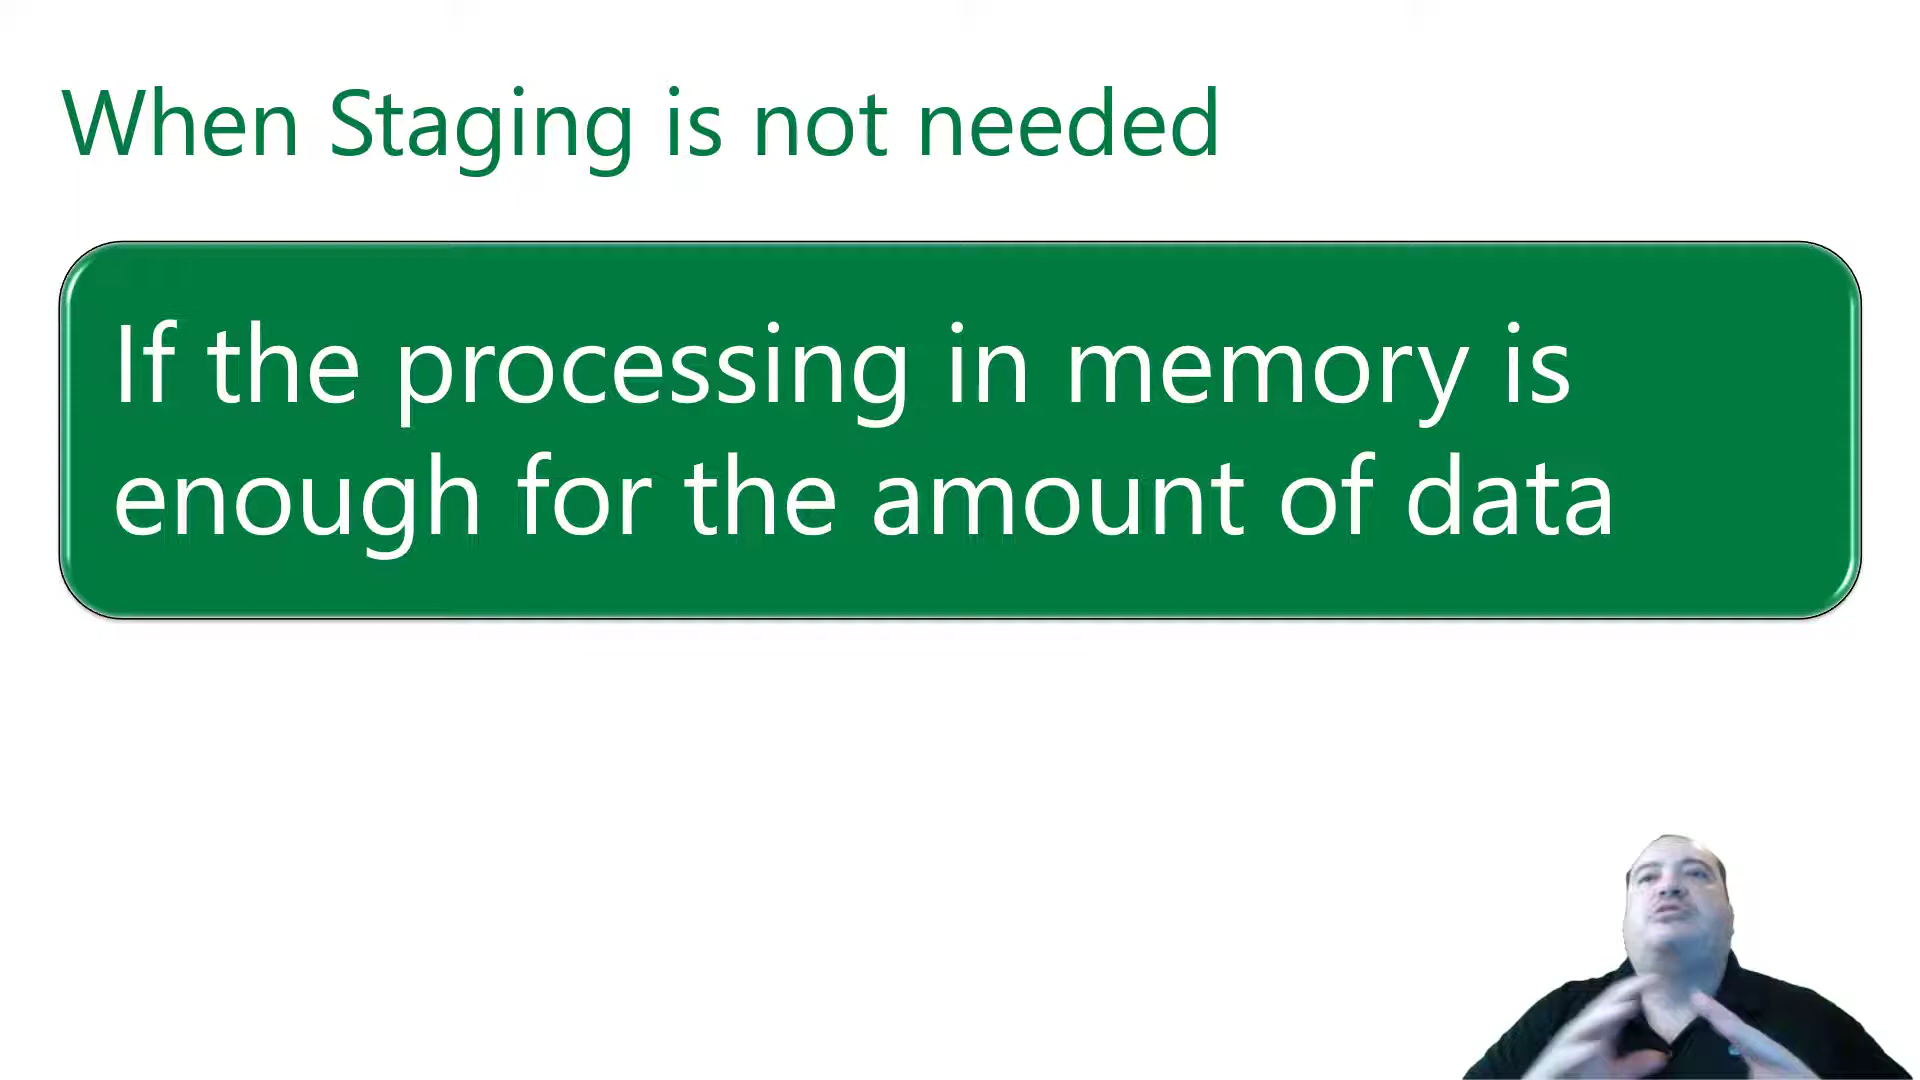 When Staging is not needed
If the processing in memory is
enough for the amount of data